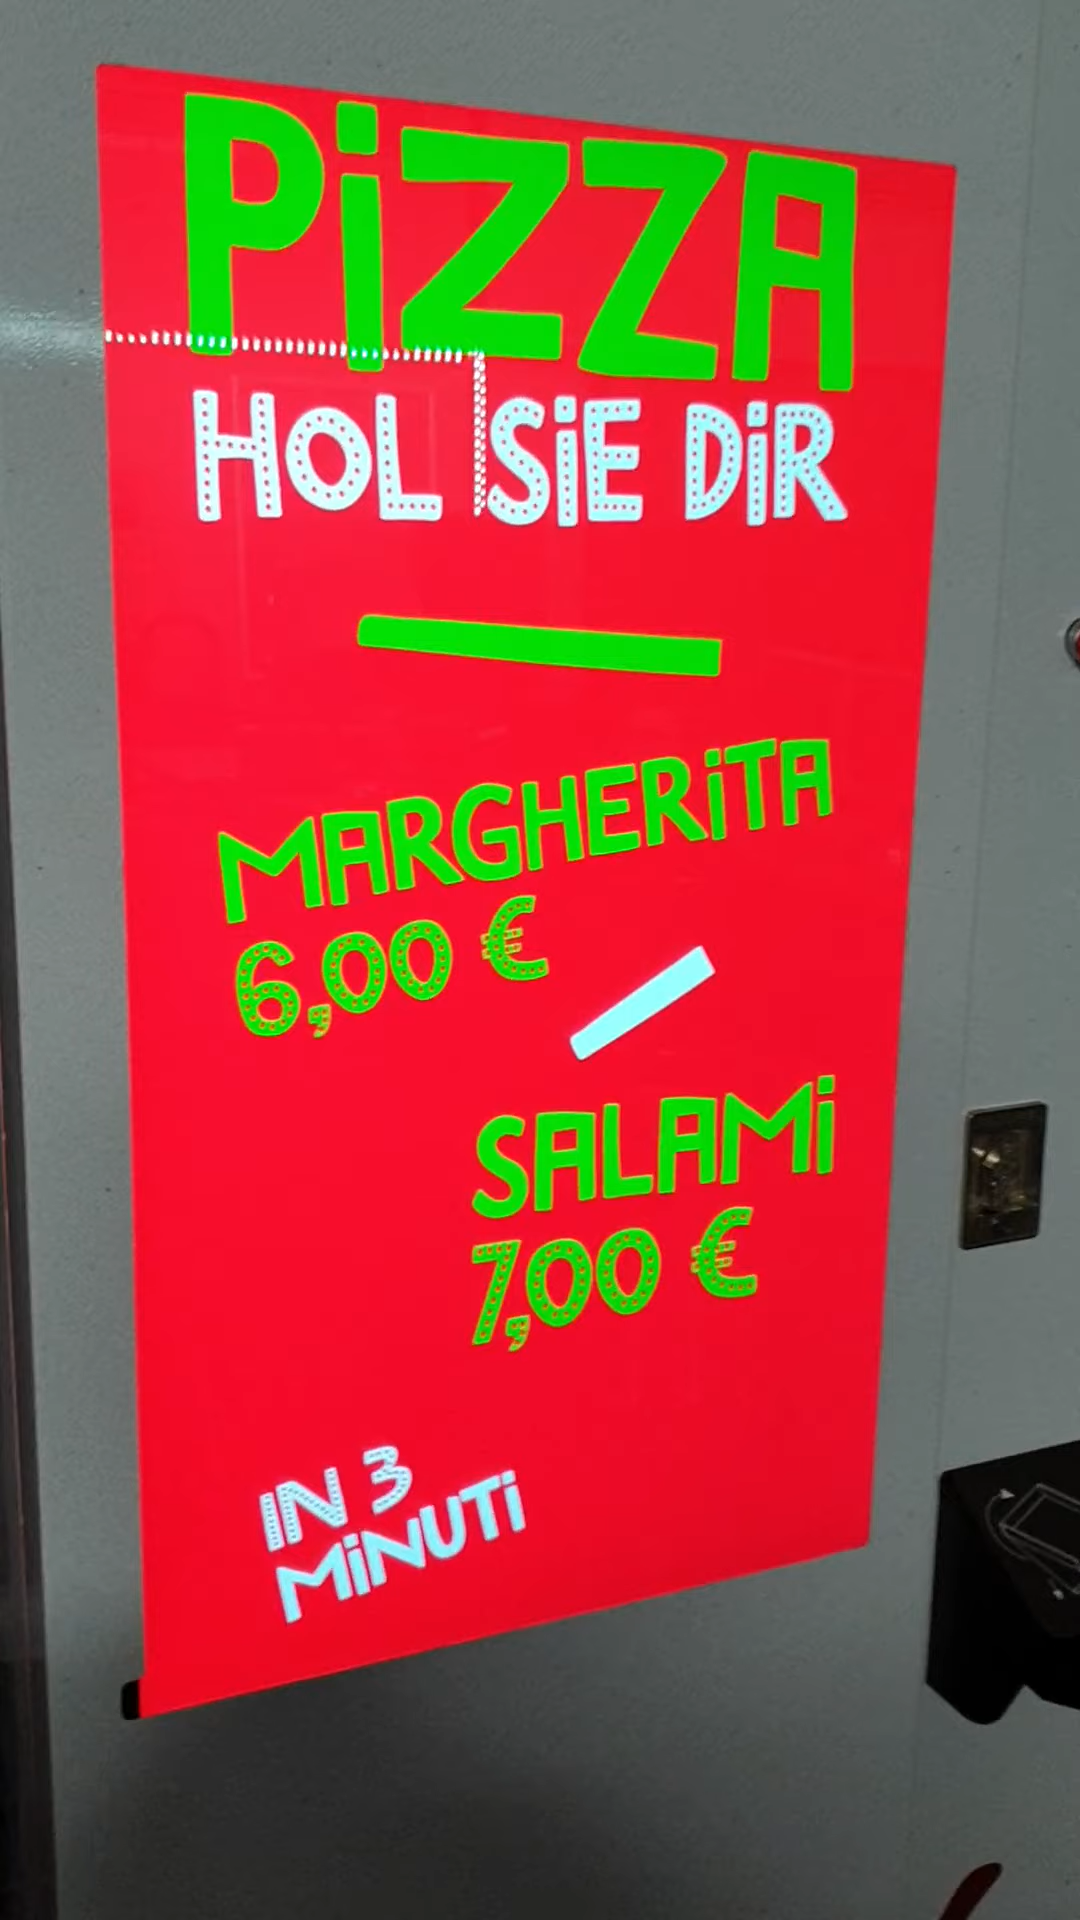 PiZZA
HOL SiE DiR
MARGHERiTA
6,00 €
SALAMi
7,00 €
IN 3
MiNUTi